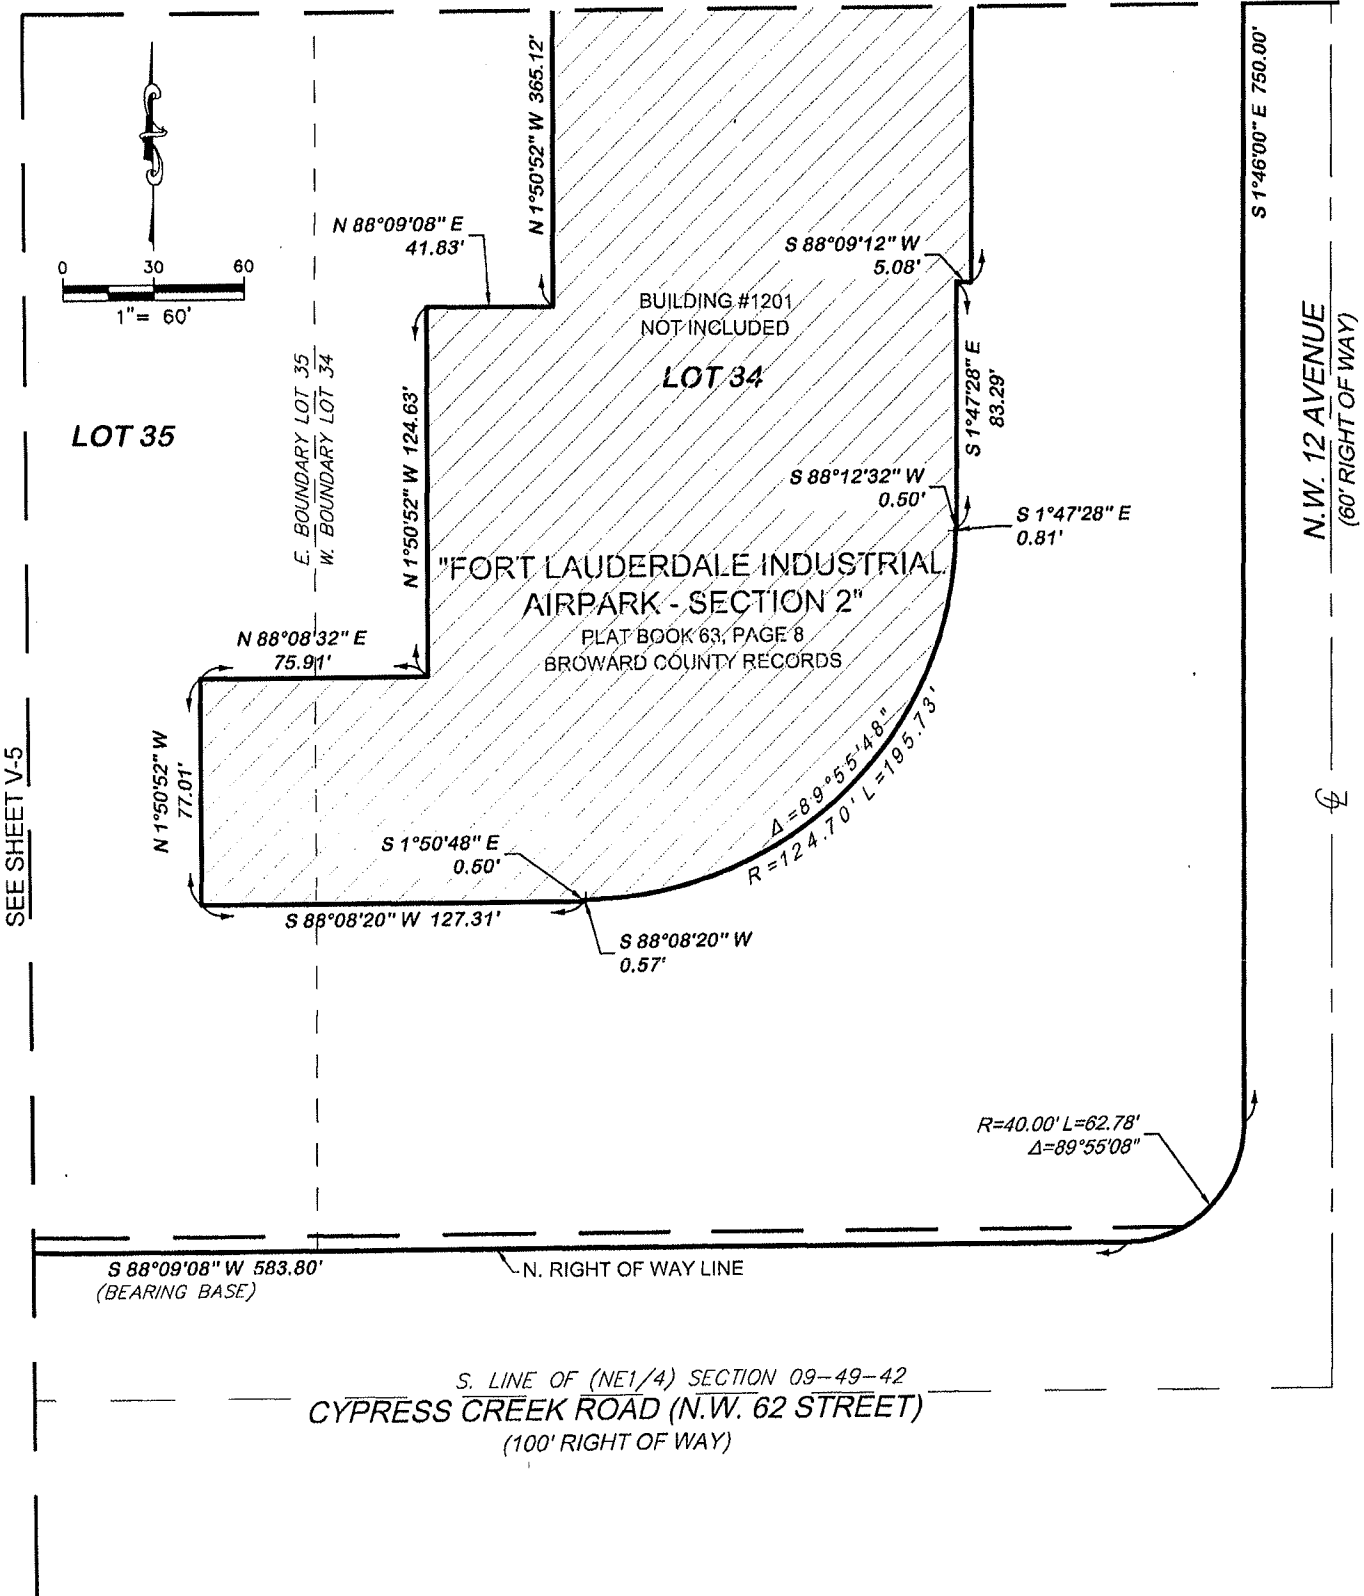 N 1°50'52" W 365.12'
S 1°46'00" E 750.00'
N 88°09'08" E
41.83'
S 88°09'12" W
5.08'
0 30 60
1"= 60'
BUILDING #1201
NOT INCLUDED
LOT 34
N.W. 12 AVENUE
(60' RIGHT OF WAY)
S 1°47'28" E
83.29'
E. BOUNDARY LOT 35
W. BOUNDARY LOT 34
LOT 35
N 1°50'52" W 124.63'
S 88°12'32" W
0.50'
S 1°47'28" E
0.81'
"FORT LAUDERDALE INDUSTRIAL
AIRPARK - SECTION 2"
PLAT BOOK 63, PAGE 8
BROWARD COUNTY RECORDS
N 88°08'32" E
75.91'
Δ=89°55'48"
R=124.70' L=195.73'
N 1°50'52" W
77.01'
SEE SHEET V-5
S 1°50'48" E
0.50'
S 88°08'20" W 127.31'
S 88°08'20" W
0.57'
R=40.00' L=62.78'
Δ=89°55'08"
S 88°09'08" W 583.80'
(BEARING BASE)
N. RIGHT OF WAY LINE
S. LINE OF (NE1/4) SECTION 09-49-42
CYPRESS CREEK ROAD (N.W. 62 STREET)
(100' RIGHT OF WAY)